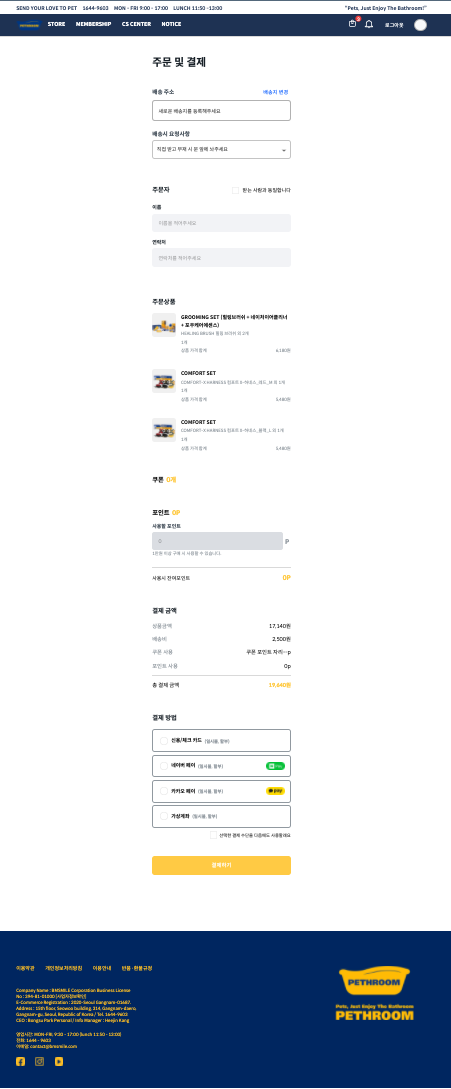 SEND YOUR LOVE TO PET 1644-9603 MON - FRI 9:00 - 17:00 LUNCH 11:50 -13:00 "Pets, Just Enjoy The Bathroom!"
STORE MEMBERSHIP CS CENTER NOTICE 로그아웃
주문 및 결제
배송 주소 배송지 변경
새로운 배송지를 등록해주세요
배송시 요청사항
직접 받고 부재 시 문 앞에 놔주세요
주문자 받는 사람과 동일합니다
이름
이름을 적어주세요
연락처
연락처를 적어주세요
주문상품
GROOMING SET (힐링브러쉬 + 네이처이어클리너
+ 포우케어에센스)
HEALING BRUSH 힐링 브러쉬 외 2개
1개
상품 가격합계 6,180원
COMFORT SET
COMFORT-X HARNESS 컴포트 X-하네스_레드_M 외 1개
1개
상품 가격합계 5,480원
COMFORT SET
COMFORT-X HARNESS 컴포트 X-하네스_블랙_L 외 1개
1개
상품 가격합계 5,480원
쿠폰 0개
포인트 0P
사용할 포인트
0 P
1만원 이상 구매 시 사용할 수 있습니다.
사용시 잔여포인트 0P
결제 금액
상품금액 17,140원
배송비 2,500원
쿠폰 사용 쿠폰 포인트 자리--p
포인트 사용 0p
총 결제 금액 19,640원
결제 방법
신용/체크 카드 (일시불, 할부)
네이버 페이 (일시불, 할부)
카카오 페이 (일시불, 할부) pay
가상계좌 (일시불, 할부)
선택한 결제 수단을 다음에도 사용할게요
결제하기
이용약관 개인정보처리방침 이용안내 반품·환불규정
Company Name : BMSMILE Corporation Business License
No : 294-81-01000 [사업자정보확인]
E-Commerce Registration : 2020-Seoul Gangnam-01687.
Address : 15th floor, Seowoo building, 214, Gangnam-daero,
Gangnam-gu, Seoul, Republic of Korea / Tel. 1644-9603
CEO : Bongsu Park Personal / Info Manager : Heejin Kang
영업시간: MON-FRI, 9:30 - 17:00 (lunch 11:50 - 13:00)
전화: 1644 - 9603
이메일: contact@bmsmile.com
PETHROOM
Pets, Just Enjoy The Bathroom
PETHROOM